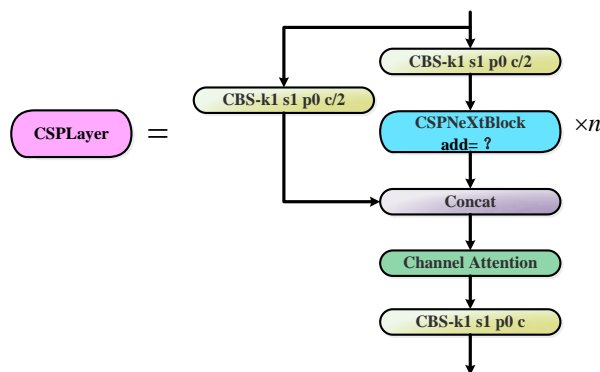 CBS-k1 s1 p0 c/2
CBS-k1 s1 p0 c/2
CSPLayer
=
CSPNeXtBlock
add= ？
×n
Concat
Channel Attention
CBS-k1 s1 p0 c